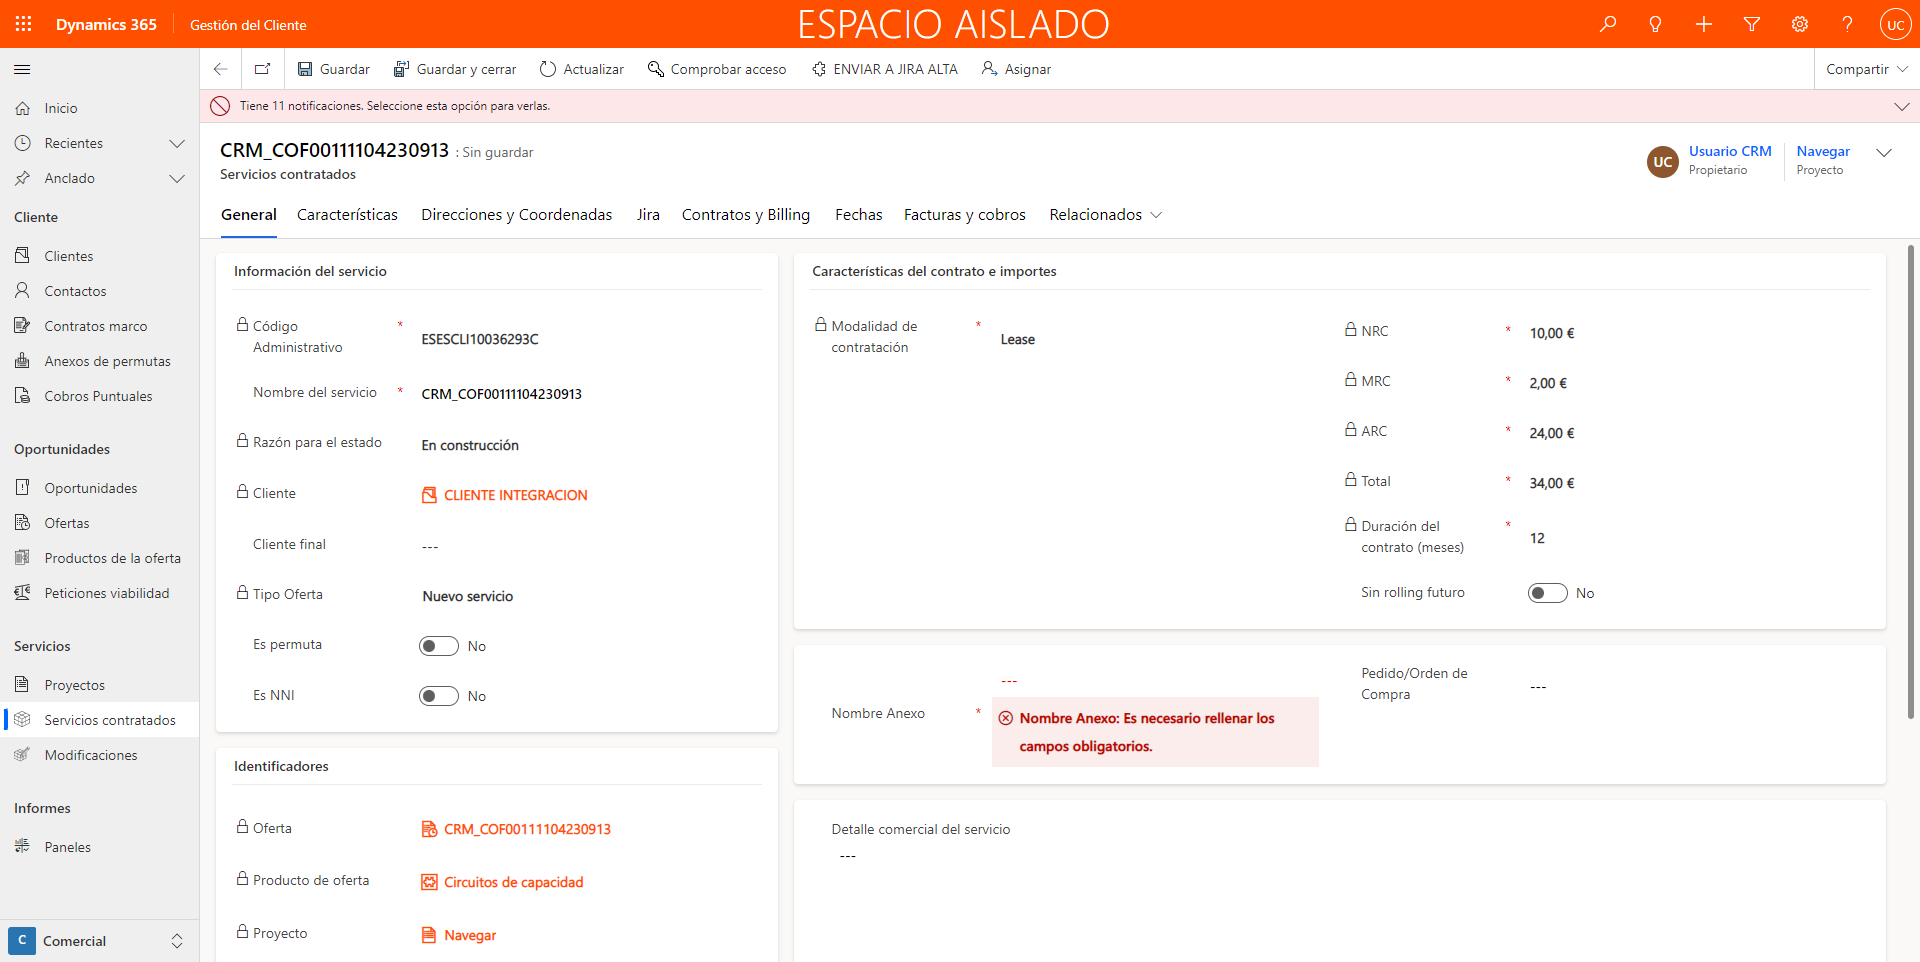 Dynamics 365
Gestión del Cliente
ESPACIO AISLADO
UC
Guardar
Guardar y cerrar
Actualizar
Comprobar acceso
ENVIAR A JIRA ALTA
Asignar
Compartir
Tiene 11 notificaciones. Seleccione esta opción para verlas.
Inicio
Recientes
Anclado
Cliente
Clientes
Contactos
Contratos marco
Anexos de permutas
Cobros Puntuales
Oportunidades
Oportunidades
Ofertas
Productos de la oferta
Peticiones viabilidad
Servicios
Proyectos
Servicios contratados
Modificaciones
Informes
Paneles
C
Comercial
CRM_COF00111104230913 : Sin guardar
Servicios contratados
UC
Usuario CRM
Propietario
Navegar
Proyecto
General
Características
Direcciones y Coordenadas
Jira
Contratos y Billing
Fechas
Facturas y cobros
Relacionados
Información del servicio
Código
Administrativo
*
ESESCLI10036293C
Nombre del servicio
*
CRM_COF00111104230913
Razón para el estado
En construcción
Cliente
CLIENTE INTEGRACION
Cliente final
---
Tipo Oferta
Nuevo servicio
Es permuta
No
Es NNI
No
Identificadores
Oferta
CRM_COF00111104230913
Producto de oferta
Circuitos de capacidad
Proyecto
Navegar
Características del contrato e importes
Modalidad de
contratación
*
Lease
NRC
*
10,00 €
MRC
*
2,00 €
ARC
*
24,00 €
Total
*
34,00 €
Duración del
contrato (meses)
*
12
Sin rolling futuro
No
---
Nombre Anexo
*
Nombre Anexo: Es necesario rellenar los
campos obligatorios.
Pedido/Orden de
Compra
---
Detalle comercial del servicio
---